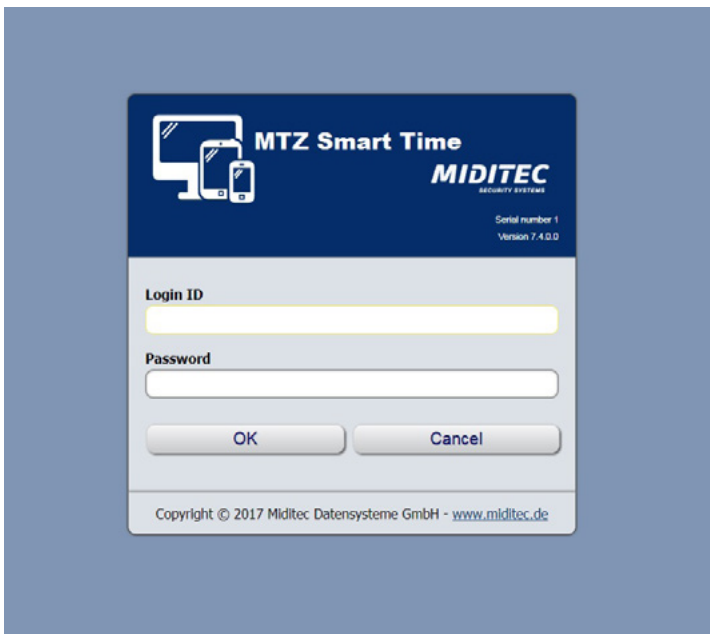 MTZ Smart Time
MIDITEC
SECURITY SYSTEMS
Serial number 1
Version 7.4.0.0
Login ID
Password
OK Cancel
Copyright © 2017 Miditec Datensysteme GmbH - www.miditec.de